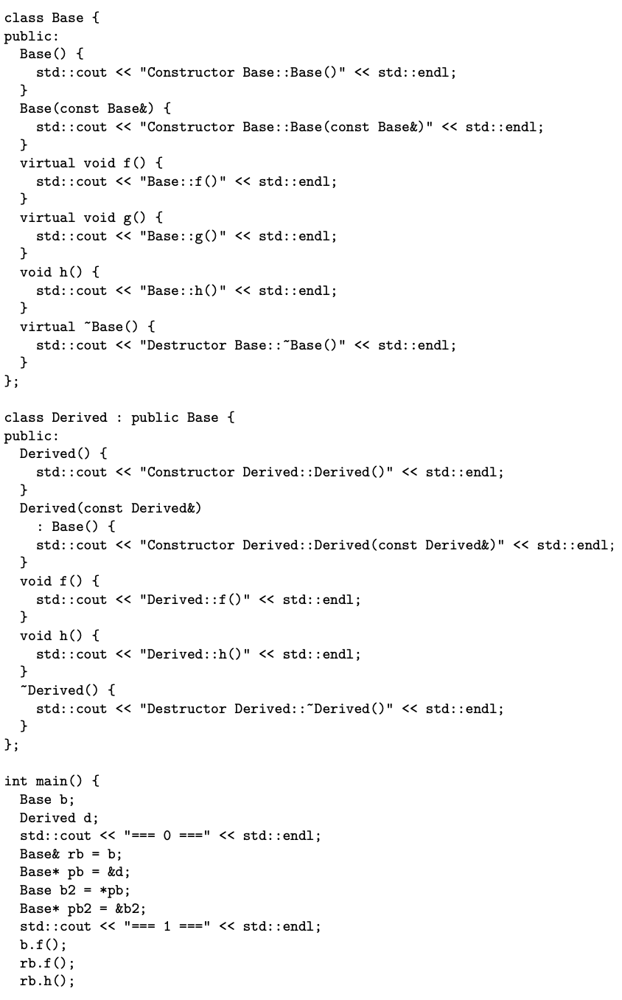 class Base {
public:
  Base() {
    std::cout << "Constructor Base::Base()" << std::endl;
  }
  Base(const Base&) {
    std::cout << "Constructor Base::Base(const Base&)" << std::endl;
  }
  virtual void f() {
    std::cout << "Base::f()" << std::endl;
  }
  virtual void g() {
    std::cout << "Base::g()" << std::endl;
  }
  void h() {
    std::cout << "Base::h()" << std::endl;
  }
  virtual ~Base() {
    std::cout << "Destructor Base::~Base()" << std::endl;
  }
};

class Derived : public Base {
public:
  Derived() {
    std::cout << "Constructor Derived::Derived()" << std::endl;
  }
  Derived(const Derived&)
    : Base() {
    std::cout << "Constructor Derived::Derived(const Derived&)" << std::endl;
  }
  void f() {
    std::cout << "Derived::f()" << std::endl;
  }
  void h() {
    std::cout << "Derived::h()" << std::endl;
  }
  ~Derived() {
    std::cout << "Destructor Derived::~Derived()" << std::endl;
  }
};

int main() {
  Base b;
  Derived d;
  std::cout << "=== 0 ===" << std::endl;
  Base& rb = b;
  Base* pb = &d;
  Base b2 = *pb;
  Base* pb2 = &b2;
  std::cout << "=== 1 ===" << std::endl;
  b.f();
  rb.f();
  rb.h();